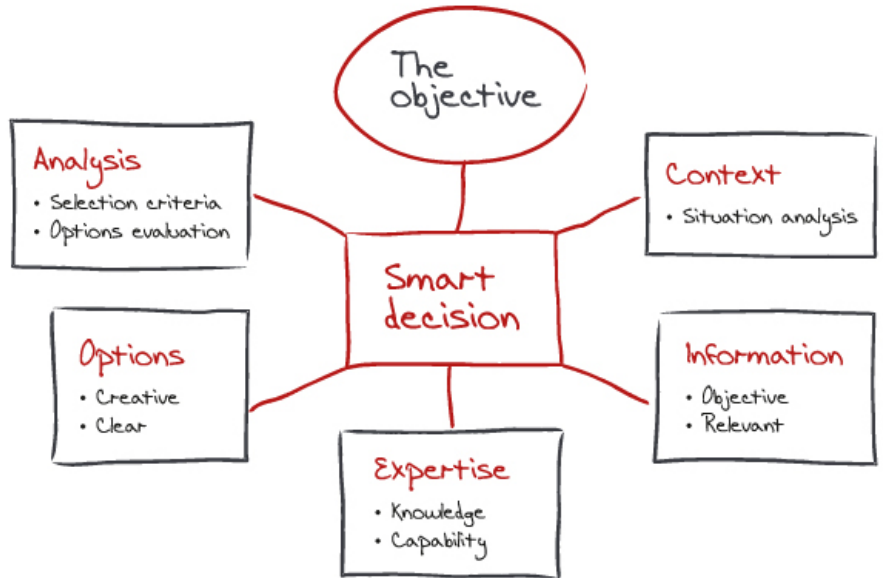 The
objective
Analysis
• Selection criteria
• Options evaluation
Context
• Situation analysis
Smart
decision
Options
• Creative
• Clear
Information
• Objective
• Relevant
Expertise
• Knowledge
• Capability